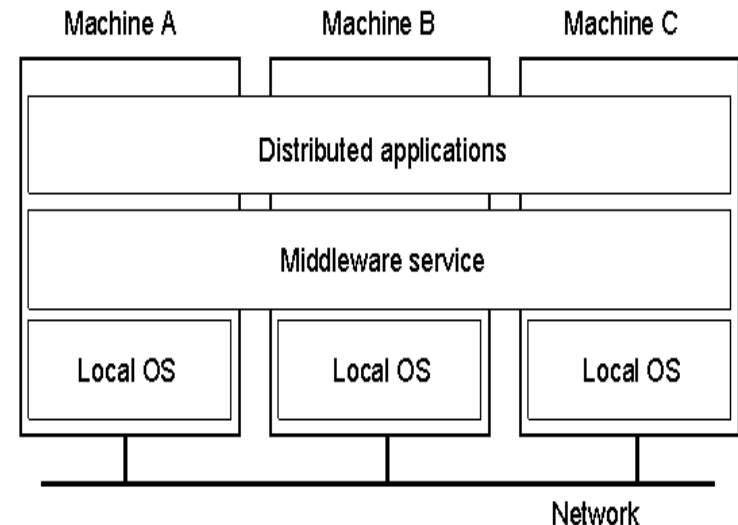 Machine A Machine B Machine C
Distributed applications
Middleware service
Local OS Local OS Local OS
Network